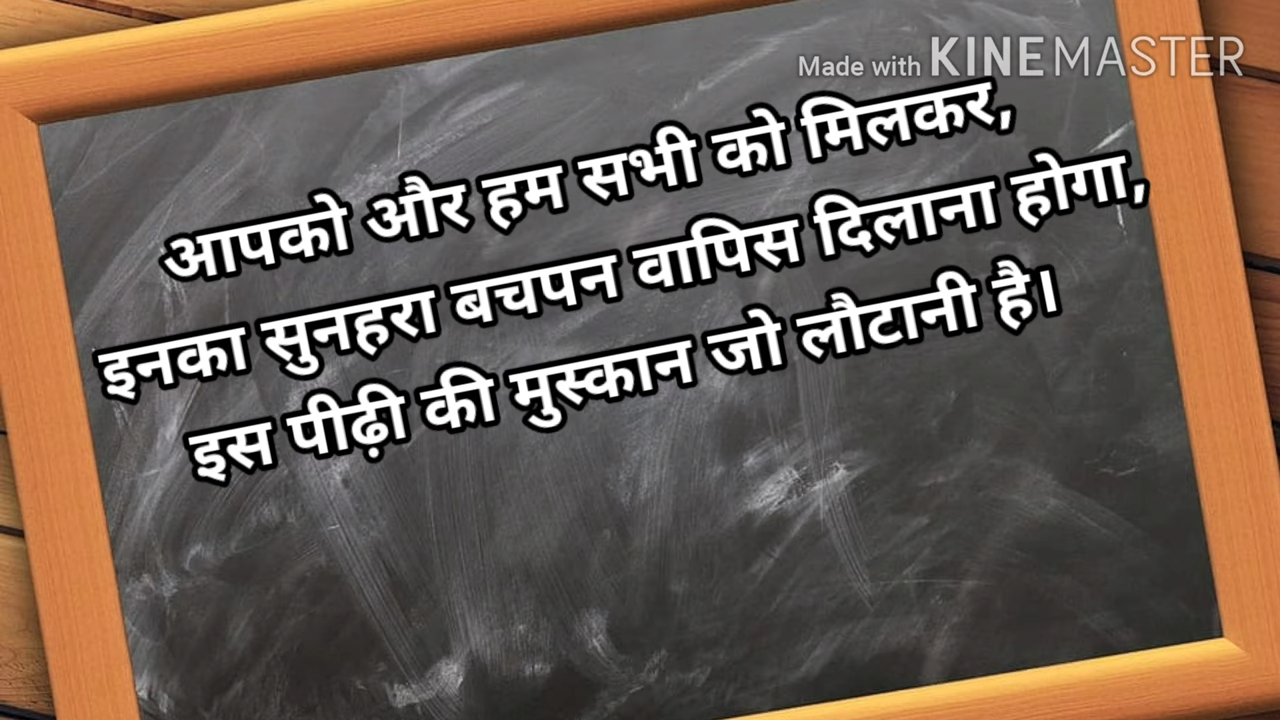 Made with KINEMASTER
आपको और हम सभी को मिलकर,
इनका सुनहरा बचपन वापिस दिलाना होगा,
इस पीढ़ी की मुस्कान जो लौटानी है।